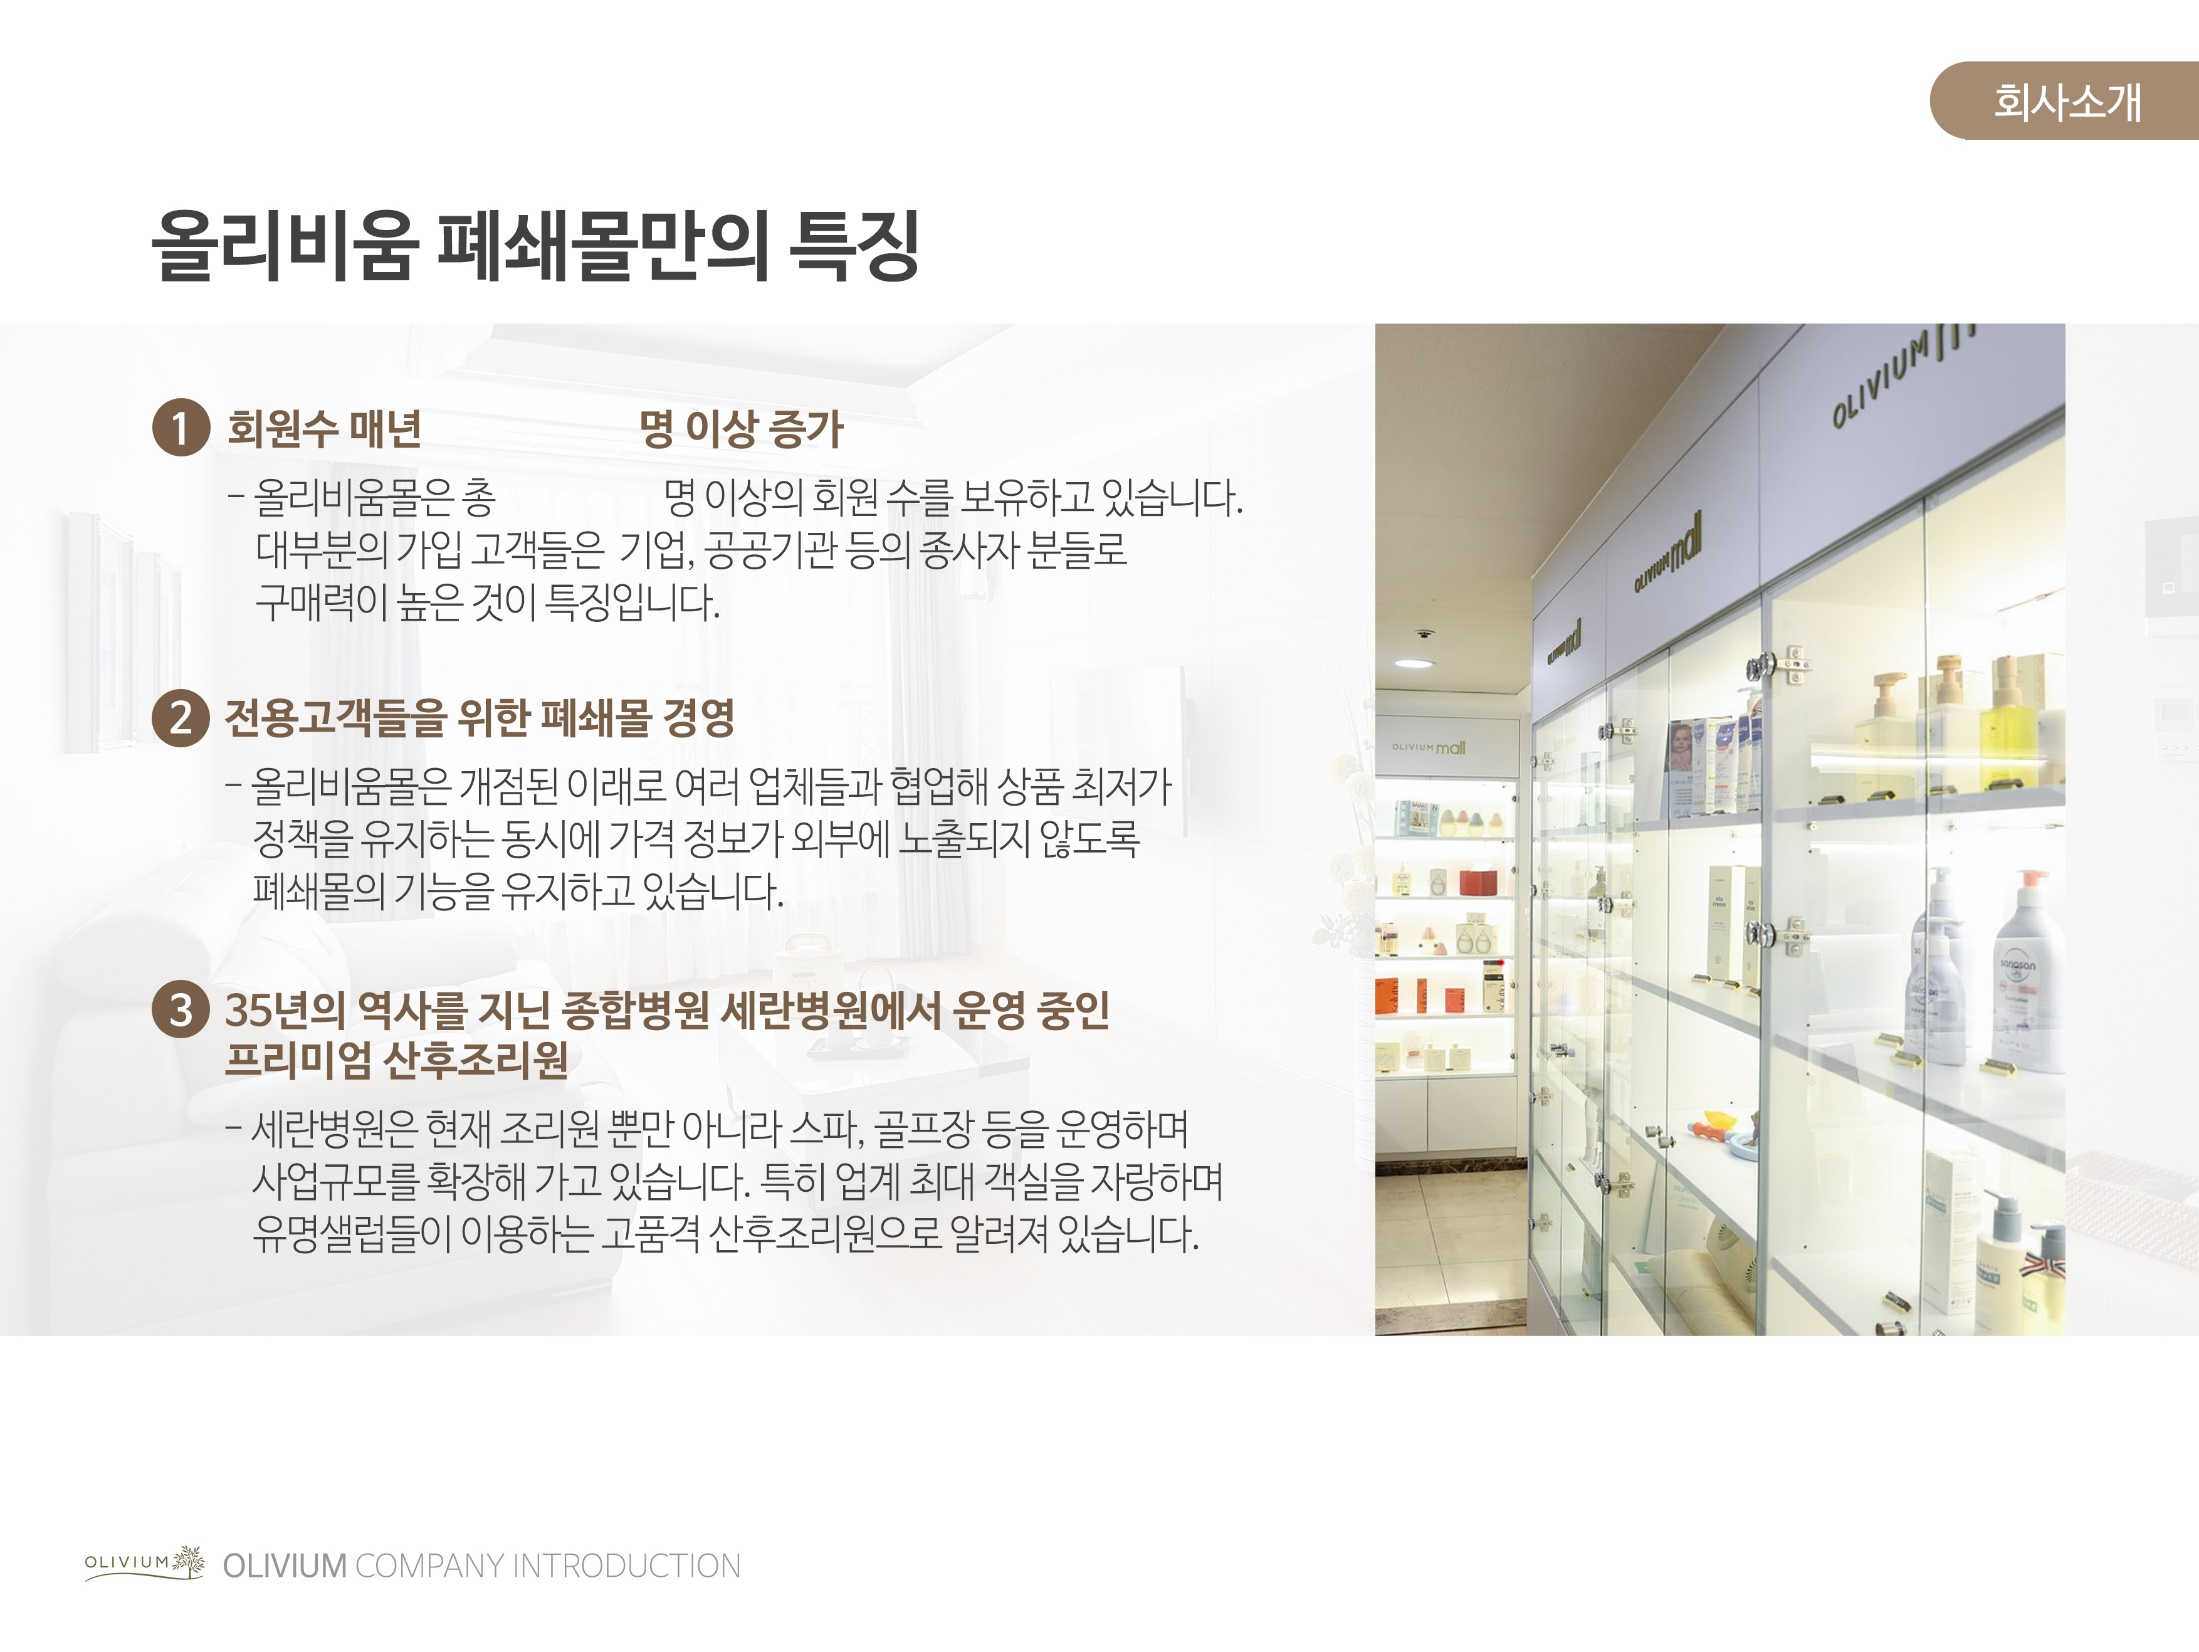 회사소개
올리비움 폐쇄몰만의 특징
1 회원수 매년 명 이상 증가
- 올리비움몰은 총 명 이상의 회원 수를 보유하고 있습니다.
대부분의 가입 고객들은 기업, 공공기관 등의 종사자 분들로
구매력이 높은 것이 특징입니다.
2 전용고객들을 위한 폐쇄몰 경영
- 올리비움몰은 개점된 이래로 여러 업체들과 협업해 상품 최저가
정책을 유지하는 동시에 가격 정보가 외부에 노출되지 않도록
폐쇄몰의 기능을 유지하고 있습니다.
3 35년의 역사를 지닌 종합병원 세란병원에서 운영 중인
프리미엄 산후조리원
- 세란병원은 현재 조리원 뿐만 아니라 스파, 골프장 등을 운영하며
사업규모를 확장해 가고 있습니다. 특히 업계 최대 객실을 자랑하며
유명샐럽들이 이용하는 고품격 산후조리원으로 알려져 있습니다.
OLIVIUM
OLIVIUM mall
OLIVIUM mall
OLIVIUM mall
sanosan
OLIVIUM
OLIVIUM COMPANY INTRODUCTION